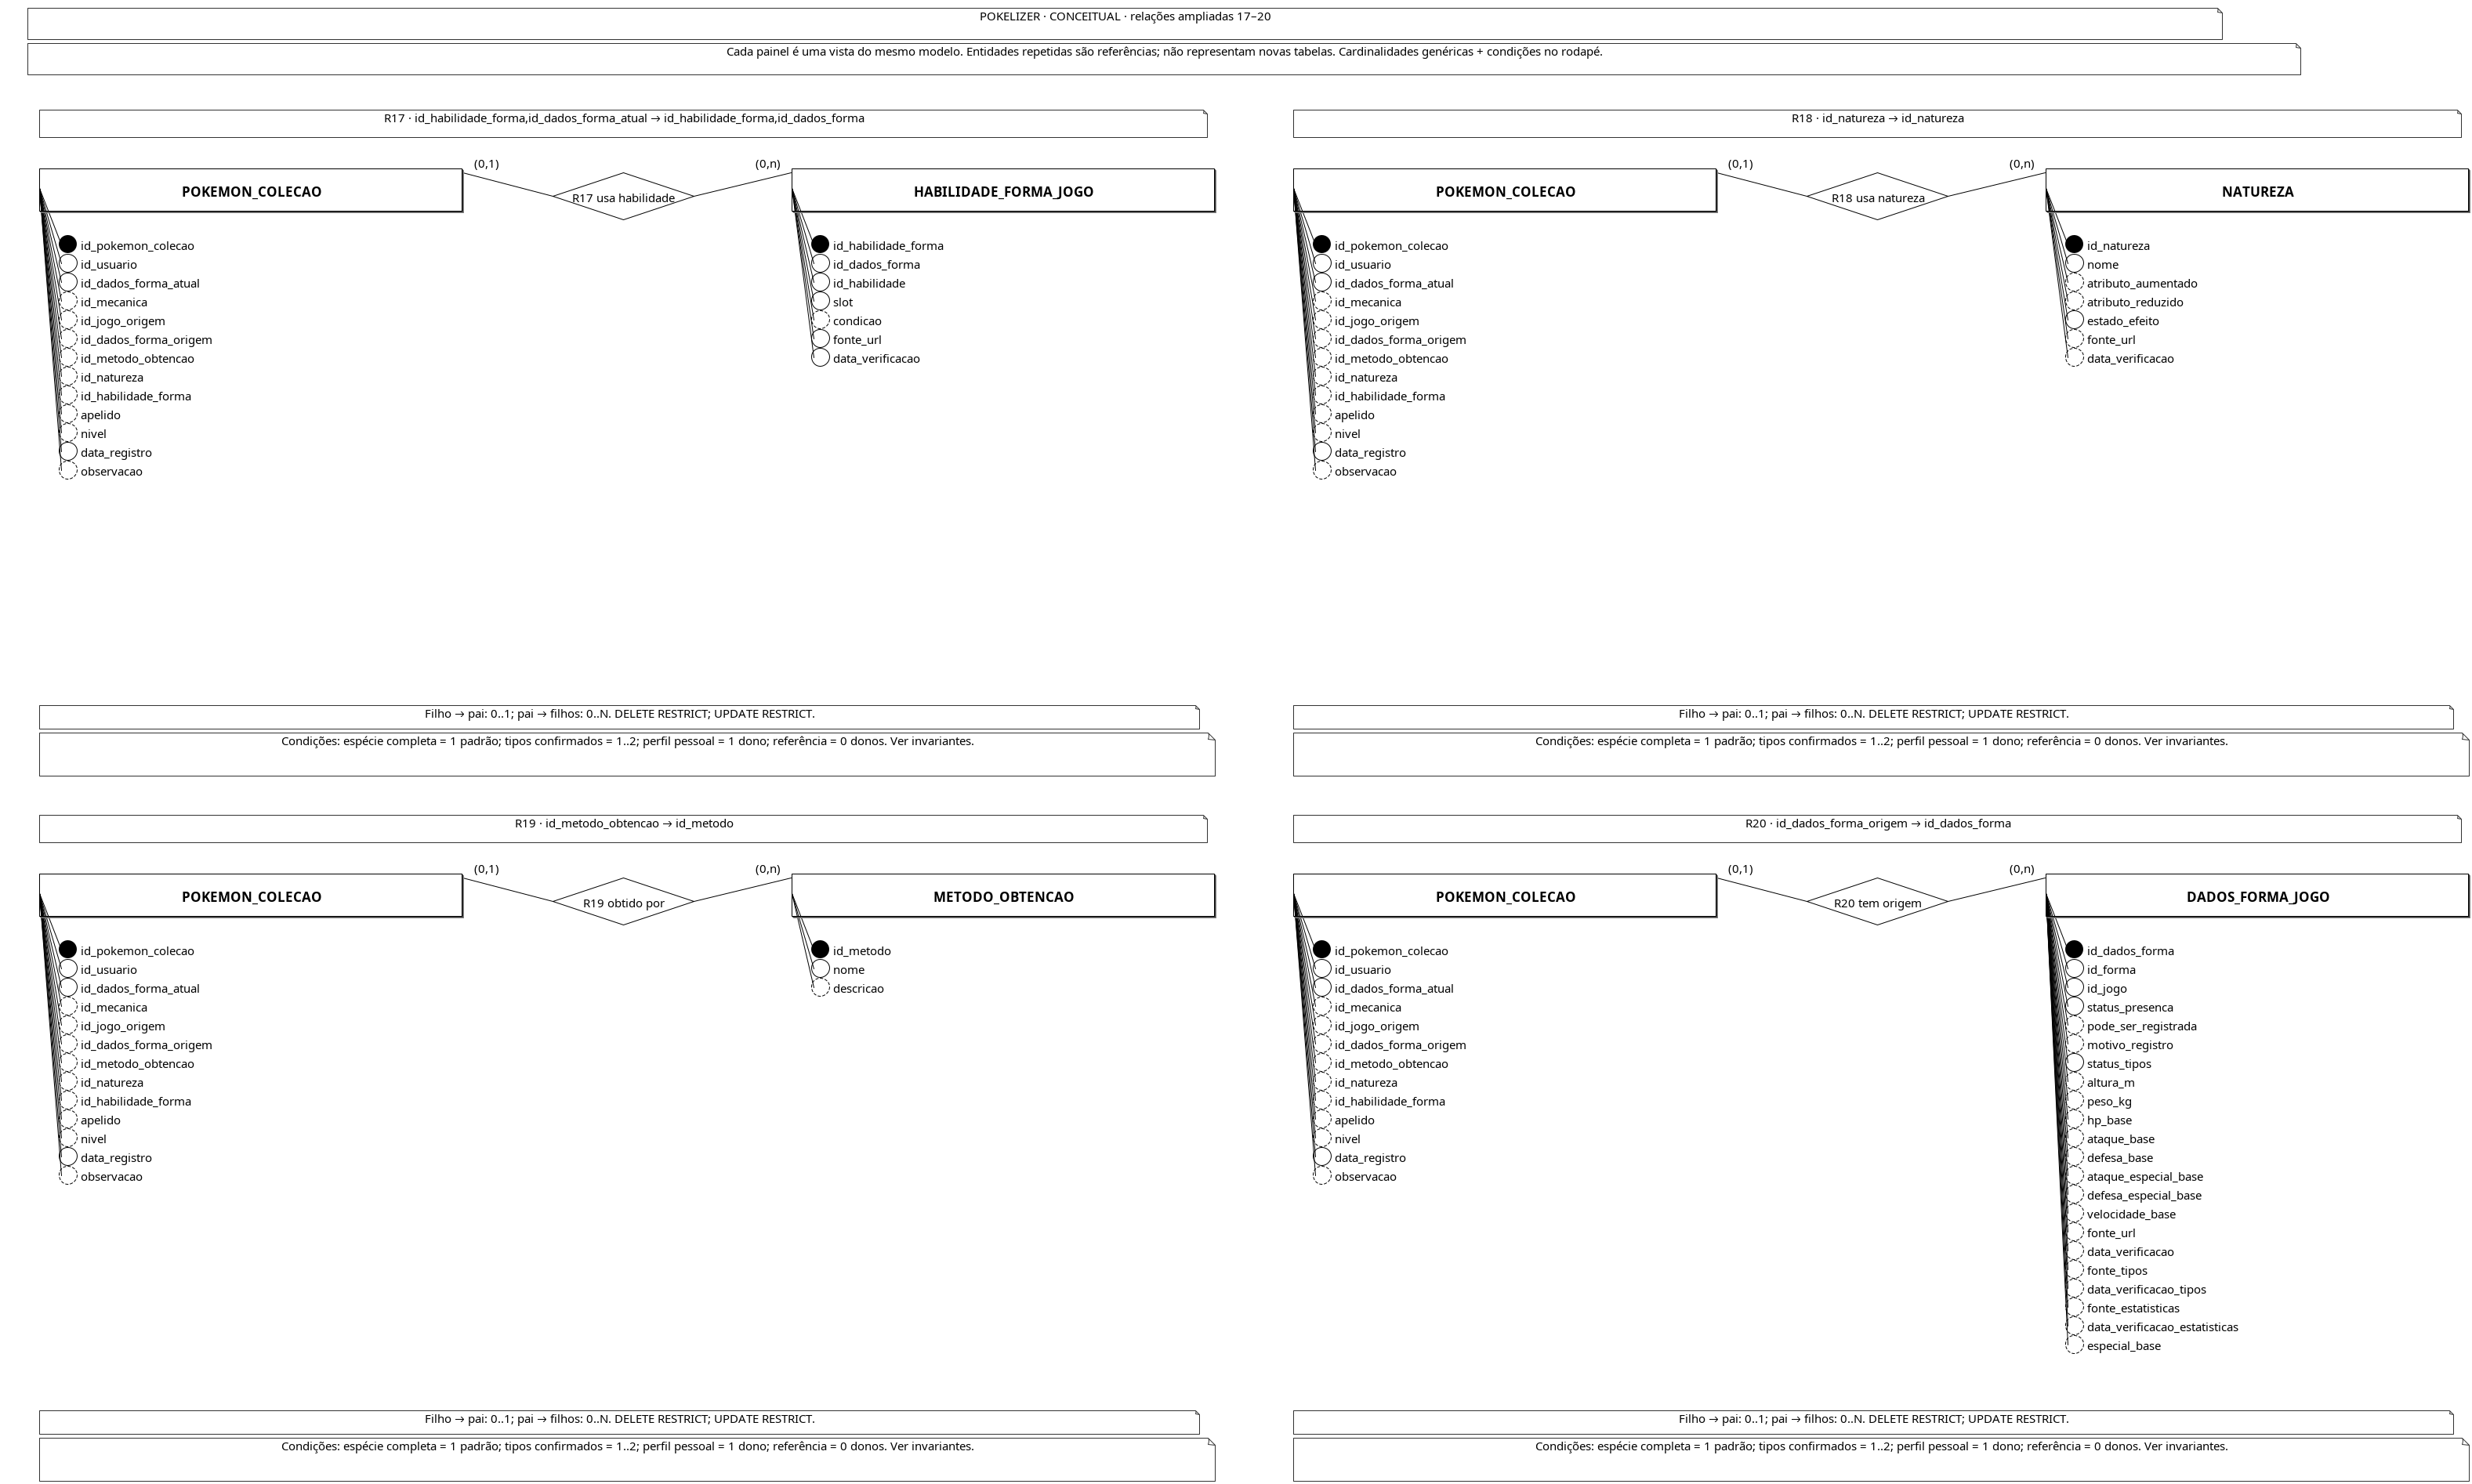 POKELIZER · CONCEITUAL · relações ampliadas 17–20
Cada painel é uma vista do mesmo modelo. Entidades repetidas são referências; não representam novas tabelas. Cardinalidades genéricas + condições no rodapé.
R17 · id_habilidade_forma,id_dados_forma_atual → id_habilidade_forma,id_dados_forma
(0,1)
(0,n)
POKEMON_COLECAO
R17 usa habilidade
HABILIDADE_FORMA_JOGO
id_pokemon_colecao
id_usuario
id_dados_forma_atual
id_mecanica
id_jogo_origem
id_dados_forma_origem
id_metodo_obtencao
id_natureza
id_habilidade_forma
apelido
nivel
data_registro
observacao
id_habilidade_forma
id_dados_forma
id_habilidade
slot
condicao
fonte_url
data_verificacao
Filho → pai: 0..1; pai → filhos: 0..N. DELETE RESTRICT; UPDATE RESTRICT.
Condições: espécie completa = 1 padrão; tipos confirmados = 1..2; perfil pessoal = 1 dono; referência = 0 donos. Ver invariantes.
R18 · id_natureza → id_natureza
(0,1)
(0,n)
POKEMON_COLECAO
R18 usa natureza
NATUREZA
id_pokemon_colecao
id_usuario
id_dados_forma_atual
id_mecanica
id_jogo_origem
id_dados_forma_origem
id_metodo_obtencao
id_natureza
id_habilidade_forma
apelido
nivel
data_registro
observacao
id_natureza
nome
atributo_aumentado
atributo_reduzido
estado_efeito
fonte_url
data_verificacao
Filho → pai: 0..1; pai → filhos: 0..N. DELETE RESTRICT; UPDATE RESTRICT.
Condições: espécie completa = 1 padrão; tipos confirmados = 1..2; perfil pessoal = 1 dono; referência = 0 donos. Ver invariantes.
R19 · id_metodo_obtencao → id_metodo
(0,1)
(0,n)
POKEMON_COLECAO
R19 obtido por
METODO_OBTENCAO
id_pokemon_colecao
id_usuario
id_dados_forma_atual
id_mecanica
id_jogo_origem
id_dados_forma_origem
id_metodo_obtencao
id_natureza
id_habilidade_forma
apelido
nivel
data_registro
observacao
id_metodo
nome
descricao
Filho → pai: 0..1; pai → filhos: 0..N. DELETE RESTRICT; UPDATE RESTRICT.
Condições: espécie completa = 1 padrão; tipos confirmados = 1..2; perfil pessoal = 1 dono; referência = 0 donos. Ver invariantes.
R20 · id_dados_forma_origem → id_dados_forma
(0,1)
(0,n)
POKEMON_COLECAO
R20 tem origem
DADOS_FORMA_JOGO
id_pokemon_colecao
id_usuario
id_dados_forma_atual
id_mecanica
id_jogo_origem
id_dados_forma_origem
id_metodo_obtencao
id_natureza
id_habilidade_forma
apelido
nivel
data_registro
observacao
id_dados_forma
id_forma
id_jogo
status_presenca
pode_ser_registrada
motivo_registro
status_tipos
altura_m
peso_kg
hp_base
ataque_base
defesa_base
ataque_especial_base
defesa_especial_base
velocidade_base
fonte_url
data_verificacao
fonte_tipos
data_verificacao_tipos
fonte_estatisticas
data_verificacao_estatisticas
especial_base
Filho → pai: 0..1; pai → filhos: 0..N. DELETE RESTRICT; UPDATE RESTRICT.
Condições: espécie completa = 1 padrão; tipos confirmados = 1..2; perfil pessoal = 1 dono; referência = 0 donos. Ver invariantes.